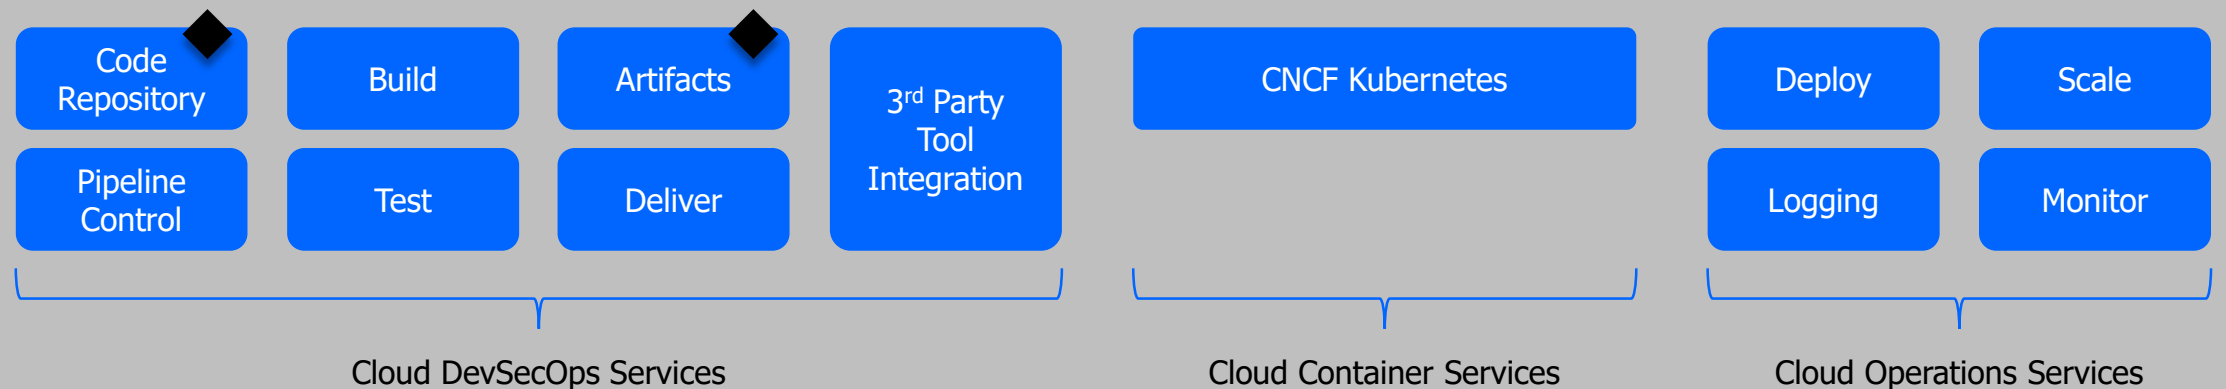 Code
Repository
Build
Artifacts
3rd Party
Tool
Integration
CNCF Kubernetes
Deploy
Scale
Pipeline
Control
Test
Deliver
Logging
Monitor
Cloud DevSecOps Services
Cloud Container Services
Cloud Operations Services